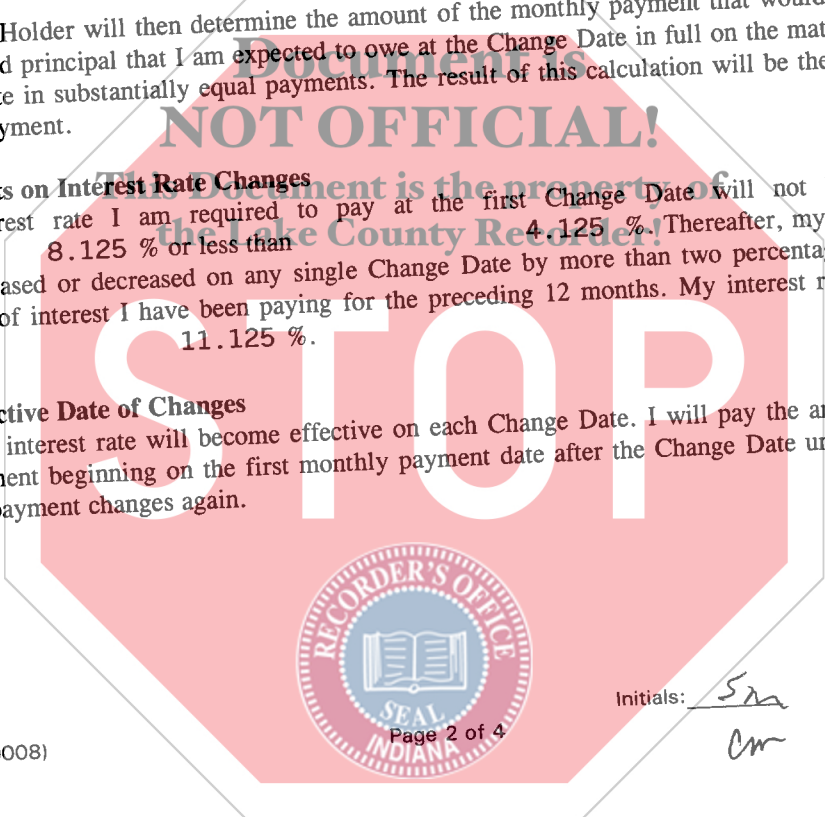 Holder will then determine the amount of the monthly payment that would
d principal that I am expected to owe at the Change Date in full on the mat
te in substantially equal payments. The result of this calculation will be the
yment.
Document is
NOT OFFICIAL!
This Document is the property of
the Lake County Recorder!
ts on Interest Rate Changes
rest rate I am required to pay at the first Change Date will not
8.125 % or less than 4.125 %. Thereafter, my
ased or decreased on any single Change Date by more than two percenta
of interest I have been paying for the preceding 12 months. My interest r
11.125 %.
STOP
ctive Date of Changes
interest rate will become effective on each Change Date. I will pay the a
ent beginning on the first monthly payment date after the Change Date un
ayment changes again.
RECORDER'S OFFICE
SEAL
INDIANA
Initials: Sm
Cm
Page 2 of 4
008)